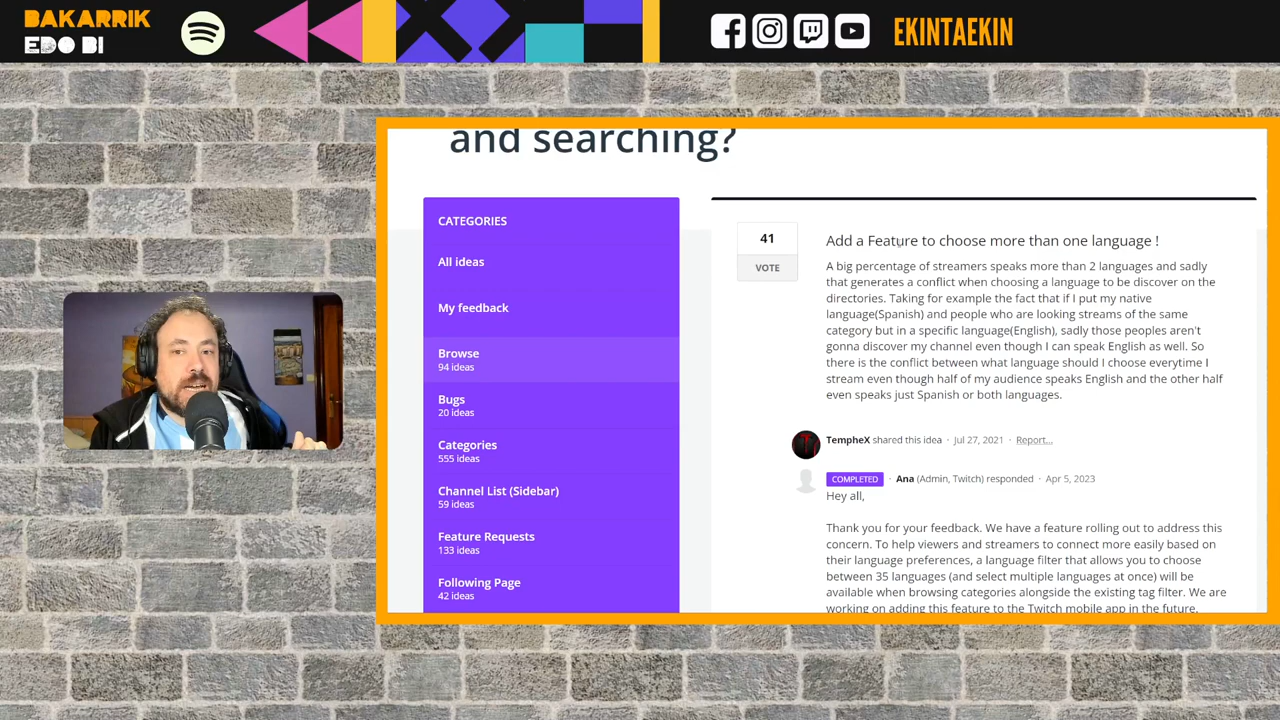 BAKARRIK
EDO BI
EKINTAEKIN
and searching?
CATEGORIES
All ideas
My feedback
Browse
94 ideas
Bugs
20 ideas
Categories
555 ideas
Channel List (Sidebar)
59 ideas
Feature Requests
133 ideas
Following Page
42 ideas
41
VOTE
Add a Feature to choose more than one language !
A big percentage of streamers speaks more than 2 languages and sadly
that generates a conflict when choosing a language to be discover on the
directories. Taking for example the fact that if I put my native
language(Spanish) and people who are looking streams of the same
category but in a specific language(English), sadly those peoples aren't
gonna discover my channel even though I can speak English as well. So
there is the conflict between what language should I choose everytime I
stream even though half of my audience speaks English and the other half
even speaks just Spanish or both languages.
TempheX shared this idea · Jul 27, 2021 · Report...
COMPLETED · Ana (Admin, Twitch) responded · Apr 5, 2023
Hey all,
Thank you for your feedback. We have a feature rolling out to address this
concern. To help viewers and streamers to connect more easily based on
their language preferences, a language filter that allows you to choose
between 35 languages (and select multiple languages at once) will be
available when browsing categories alongside the existing tag filter. We are
working on adding this feature to the Twitch mobile app in the future.